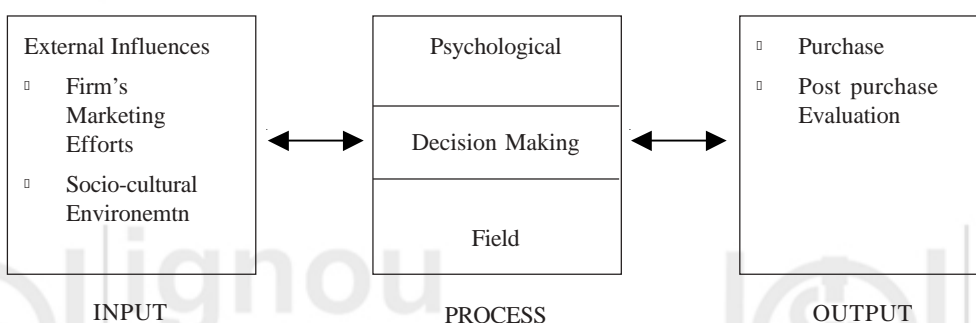 External Influences
Firm's
Marketing
Efforts
Socio-cultural
Environemtn
INPUT
Psychological
Decision Making
Field
PROCESS
Purchase
Post purchase
Evaluation
OUTPUT
ignou